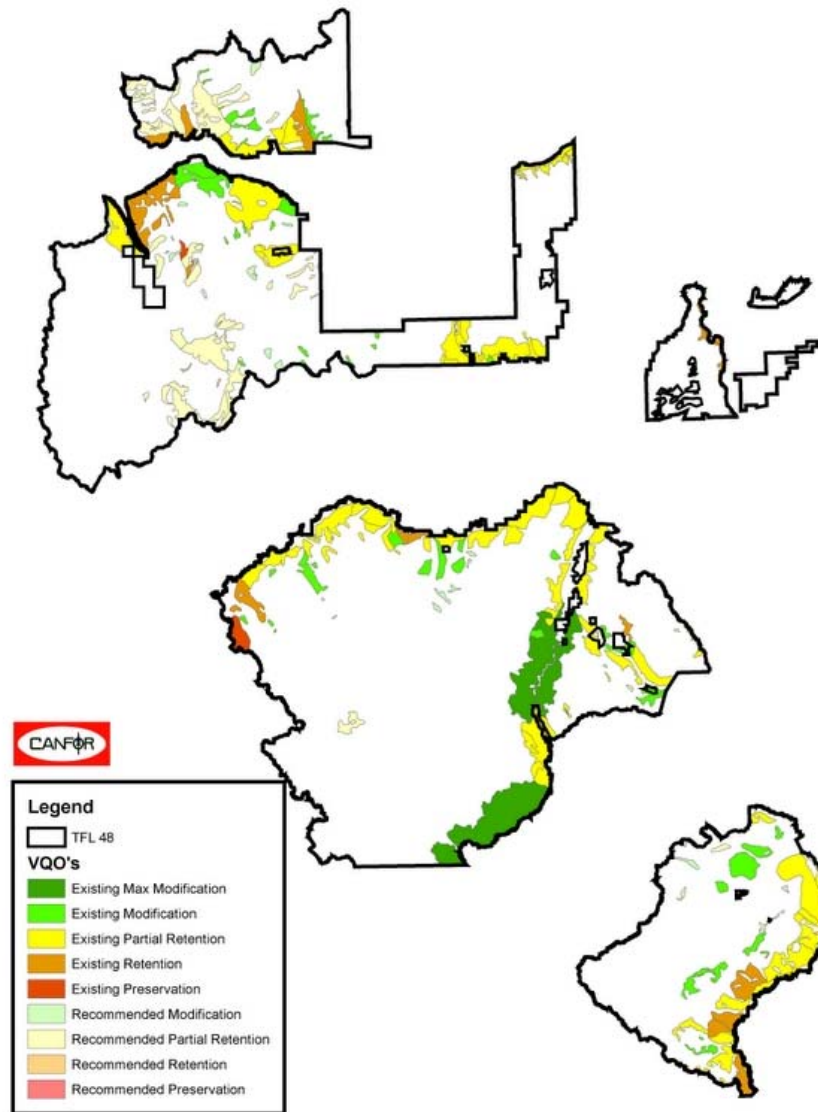 CANFOR
Legend
TFL 48
VQO's
Existing Max Modification
Existing Modification
Existing Partial Retention
Existing Retention
Existing Preservation
Recommended Modification
Recommended Partial Retention
Recommended Retention
Recommended Preservation